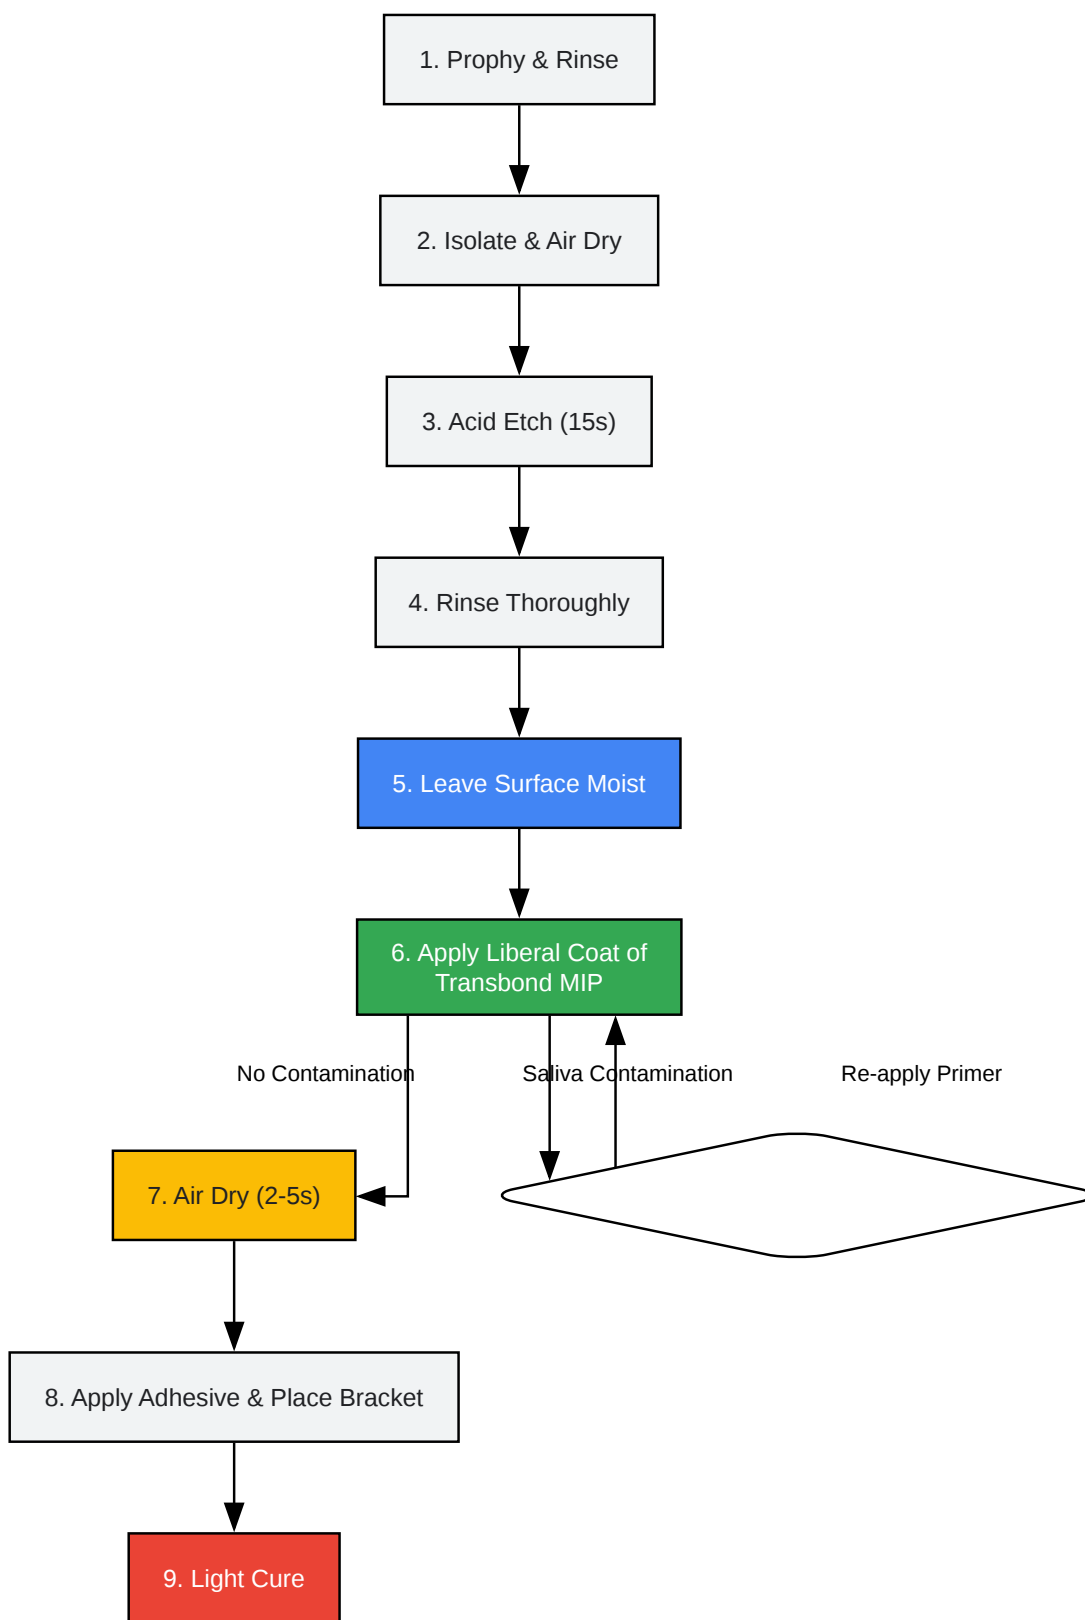 1. Prophy & Rinse
2. Isolate & Air Dry
3. Acid Etch (15s)
4. Rinse Thoroughly
5. Leave Surface Moist
6. Apply Liberal Coat of
Transbond MIP
No Contamination
Saliva Contamination
Re-apply Primer
7. Air Dry (2-5s)
8. Apply Adhesive & Place Bracket
9. Light Cure